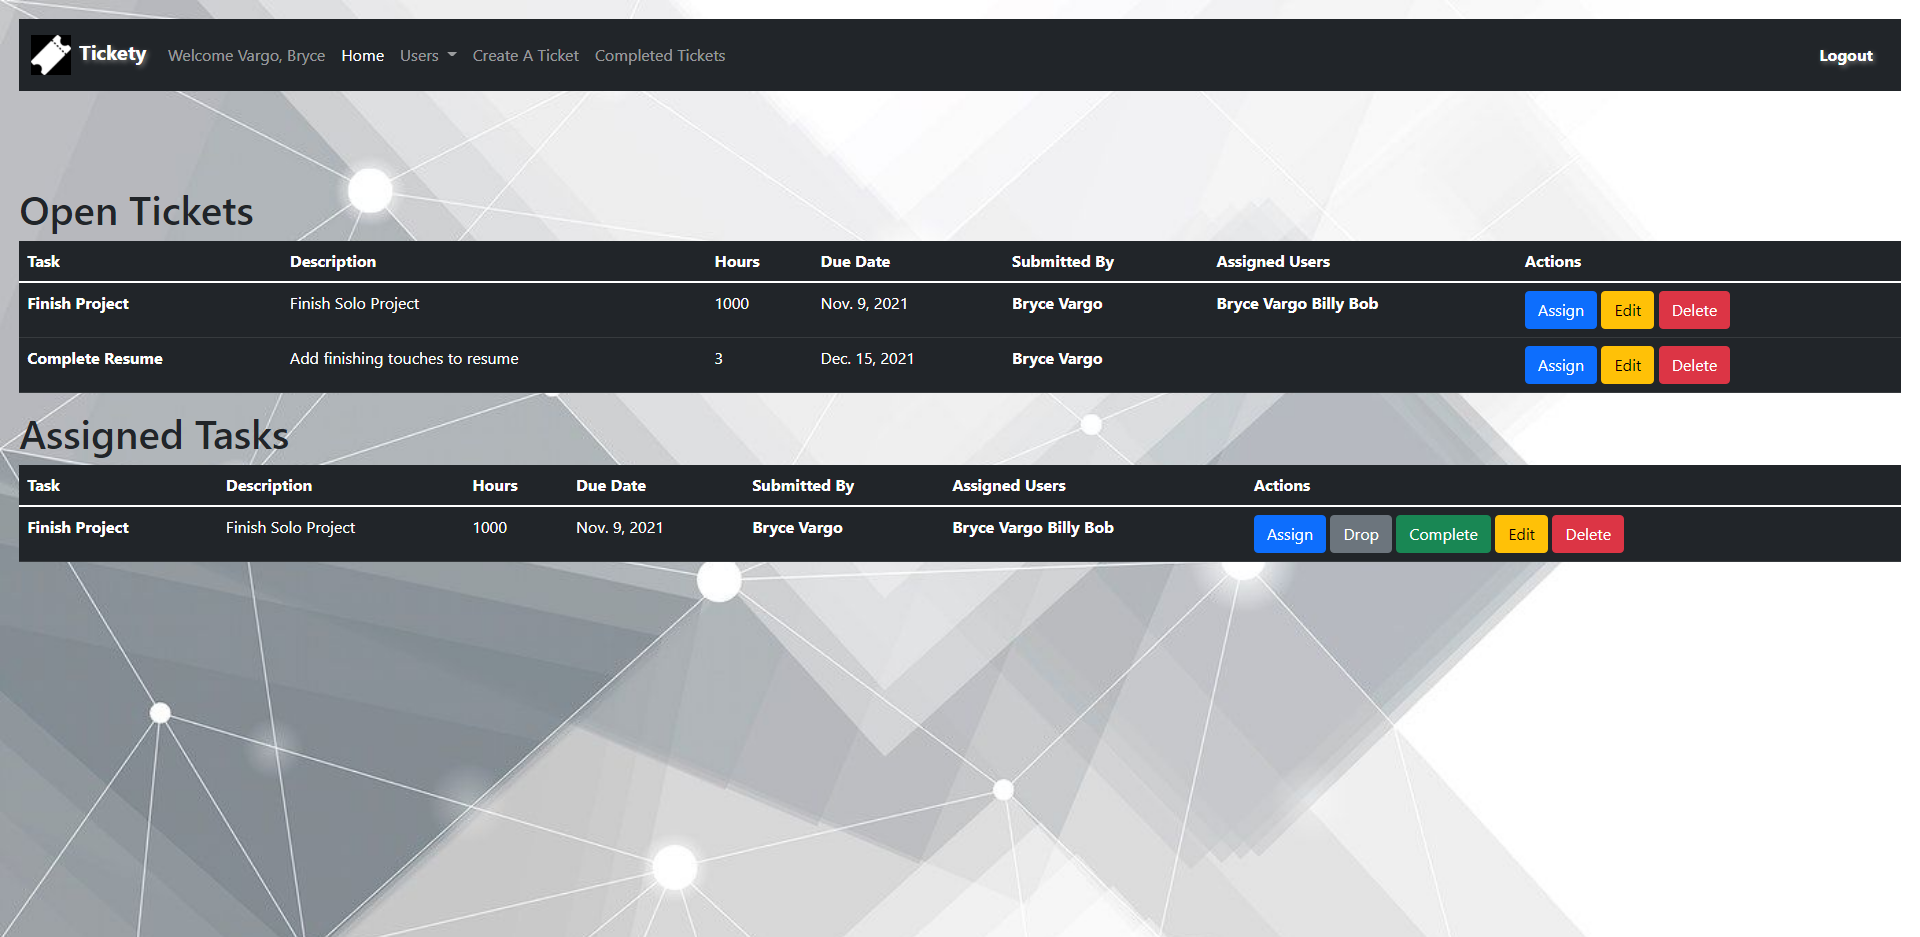 Tickety Welcome Vargo, Bryce Home Users Create A Ticket Completed Tickets Logout
Open Tickets
Task Description Hours Due Date Submitted By Assigned Users Actions
Finish Project Finish Solo Project 1000 Nov. 9, 2021 Bryce Vargo Bryce Vargo Billy Bob Assign Edit Delete
Complete Resume Add finishing touches to resume 3 Dec. 15, 2021 Bryce Vargo Assign Edit Delete
Assigned Tasks
Task Description Hours Due Date Submitted By Assigned Users Actions
Finish Project Finish Solo Project 1000 Nov. 9, 2021 Bryce Vargo Bryce Vargo Billy Bob Assign Drop Complete Edit Delete